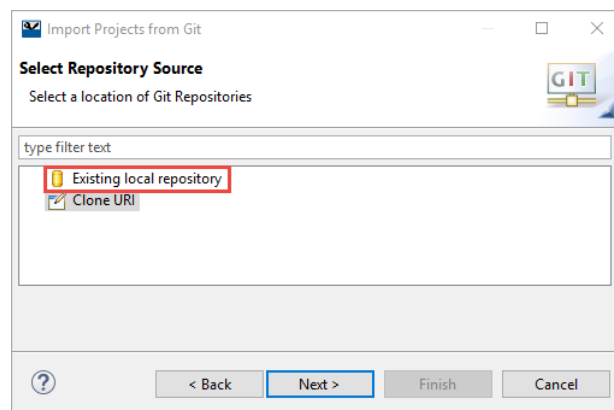 Import Projects from Git
Select Repository Source
Select a location of Git Repositories
GIT
type filter text
Existing local repository
Clone URI
?
< Back
Next >
Finish
Cancel